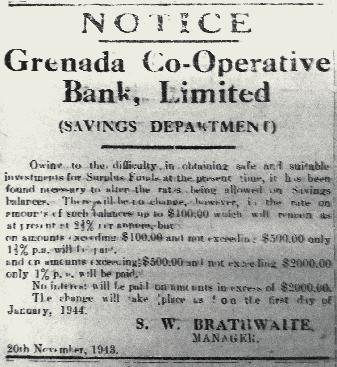 NOTICE
Grenada Co-Operative
Bank, Limited
(SAVINGS DEPARTMENT)
Owing to the difficulty in obtaining safe and suitable
investments for Surplus Funds at the present time, it has been
found necessary to alter the rates being allowed on Savings
balances. There will be no change, however, in the rate on
amounts of such balances up to $100.00 which will remain as
at present at 2½% per annum, but
on amounts exceeding $100.00 and not exceeding $500.00 only
p.a. will be paid,
and on amounts exceeding $500.00 and not exceeding $2000.00
only 1% p.a. will be paid.
No interest will be paid on amounts in excess of $2000.00.
The change will take place as from the first day of
January, 1944.
S. W. BRATHWAITE,
MANAGER.
20th November, 1943.